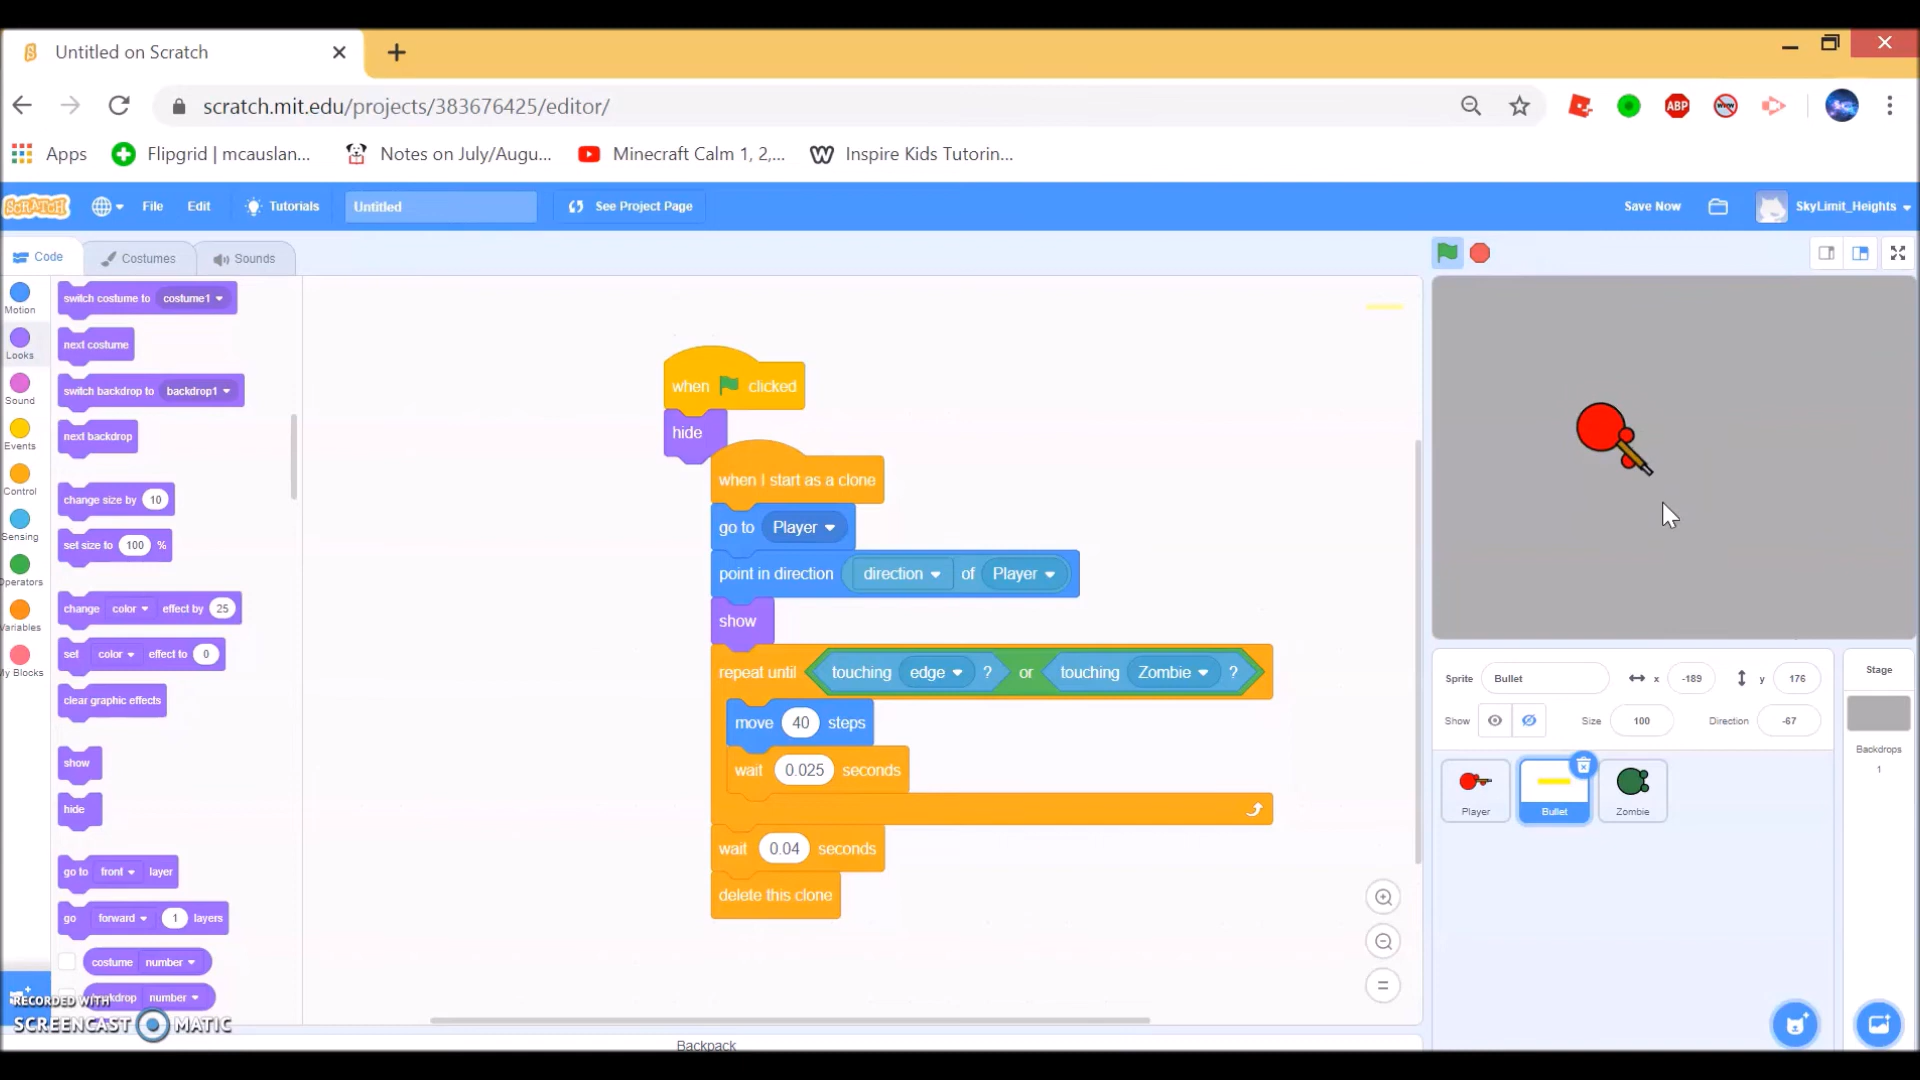 Untitled on Scratch
scratch.mit.edu/projects/383676425/editor/
ABP
Apps
Flipgrid | mcauslan...
Notes on July/Augu...
Minecraft Calm 1, 2,...
Inspire Kids Tutorin...
SCRATCH
File
Edit
Tutorials
Untitled
See Project Page
Save Now
SkyLimit_Heights
Code
Costumes
Sounds
Motion
Looks
Sound
Events
Control
Sensing
Operators
Variables
My Blocks
switch costume to costume1
next costume
switch backdrop to backdrop1
next backdrop
change size by 10
set size to 100 %
change color effect by 25
set color effect to 0
clear graphic effects
show
hide
go to front layer
go forward 1 layers
costume number
backdrop number
when clicked
hide
when I start as a clone
go to Player
point in direction direction of Player
show
repeat until touching edge ? or touching Zombie ?
move 40 steps
wait 0.025 seconds
wait 0.04 seconds
delete this clone
Backpack
Sprite Bullet x -189 y 176
Show Size 100 Direction -67
Player
Bullet
Zombie
Stage
Backdrops
1
RECORDED WITH
SCREENCAST MATIC